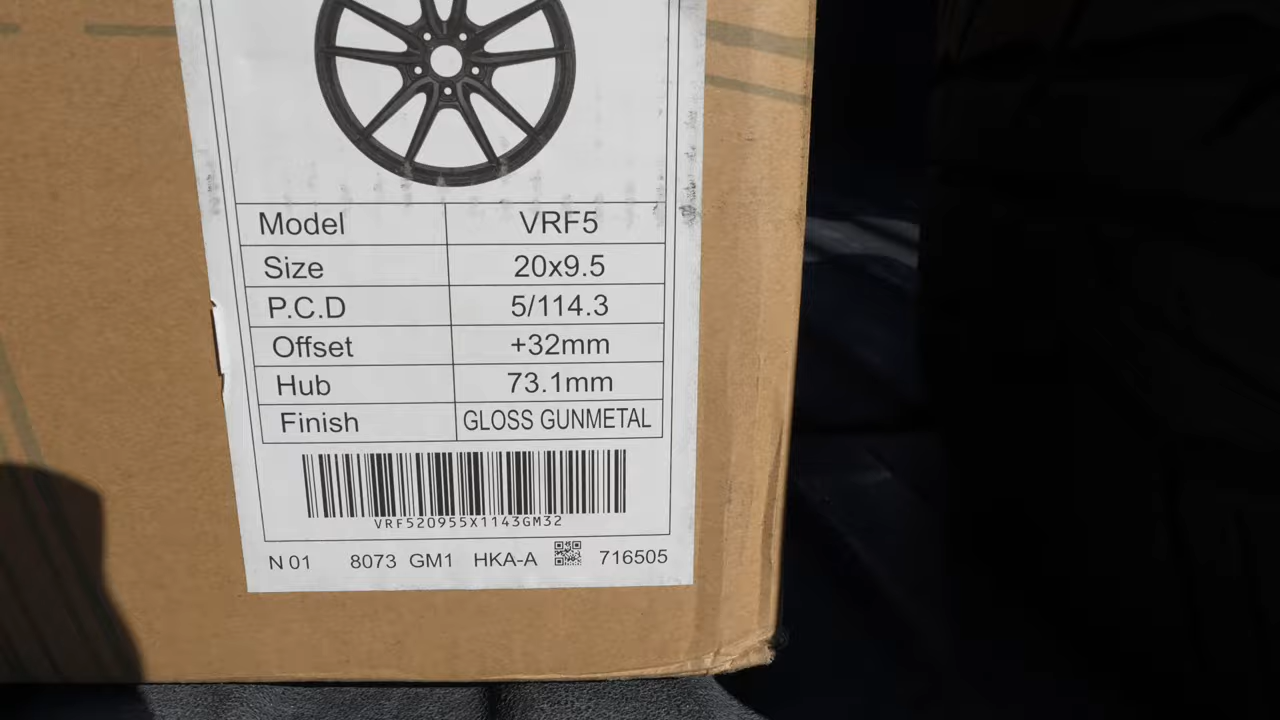 Model VRF5
Size 20x9.5
P.C.D 5/114.3
Offset +32mm
Hub 73.1mm
Finish GLOSS GUNMETAL
VRF520955X1143GM32
N 01 8073 GM1 HKA-A 716505